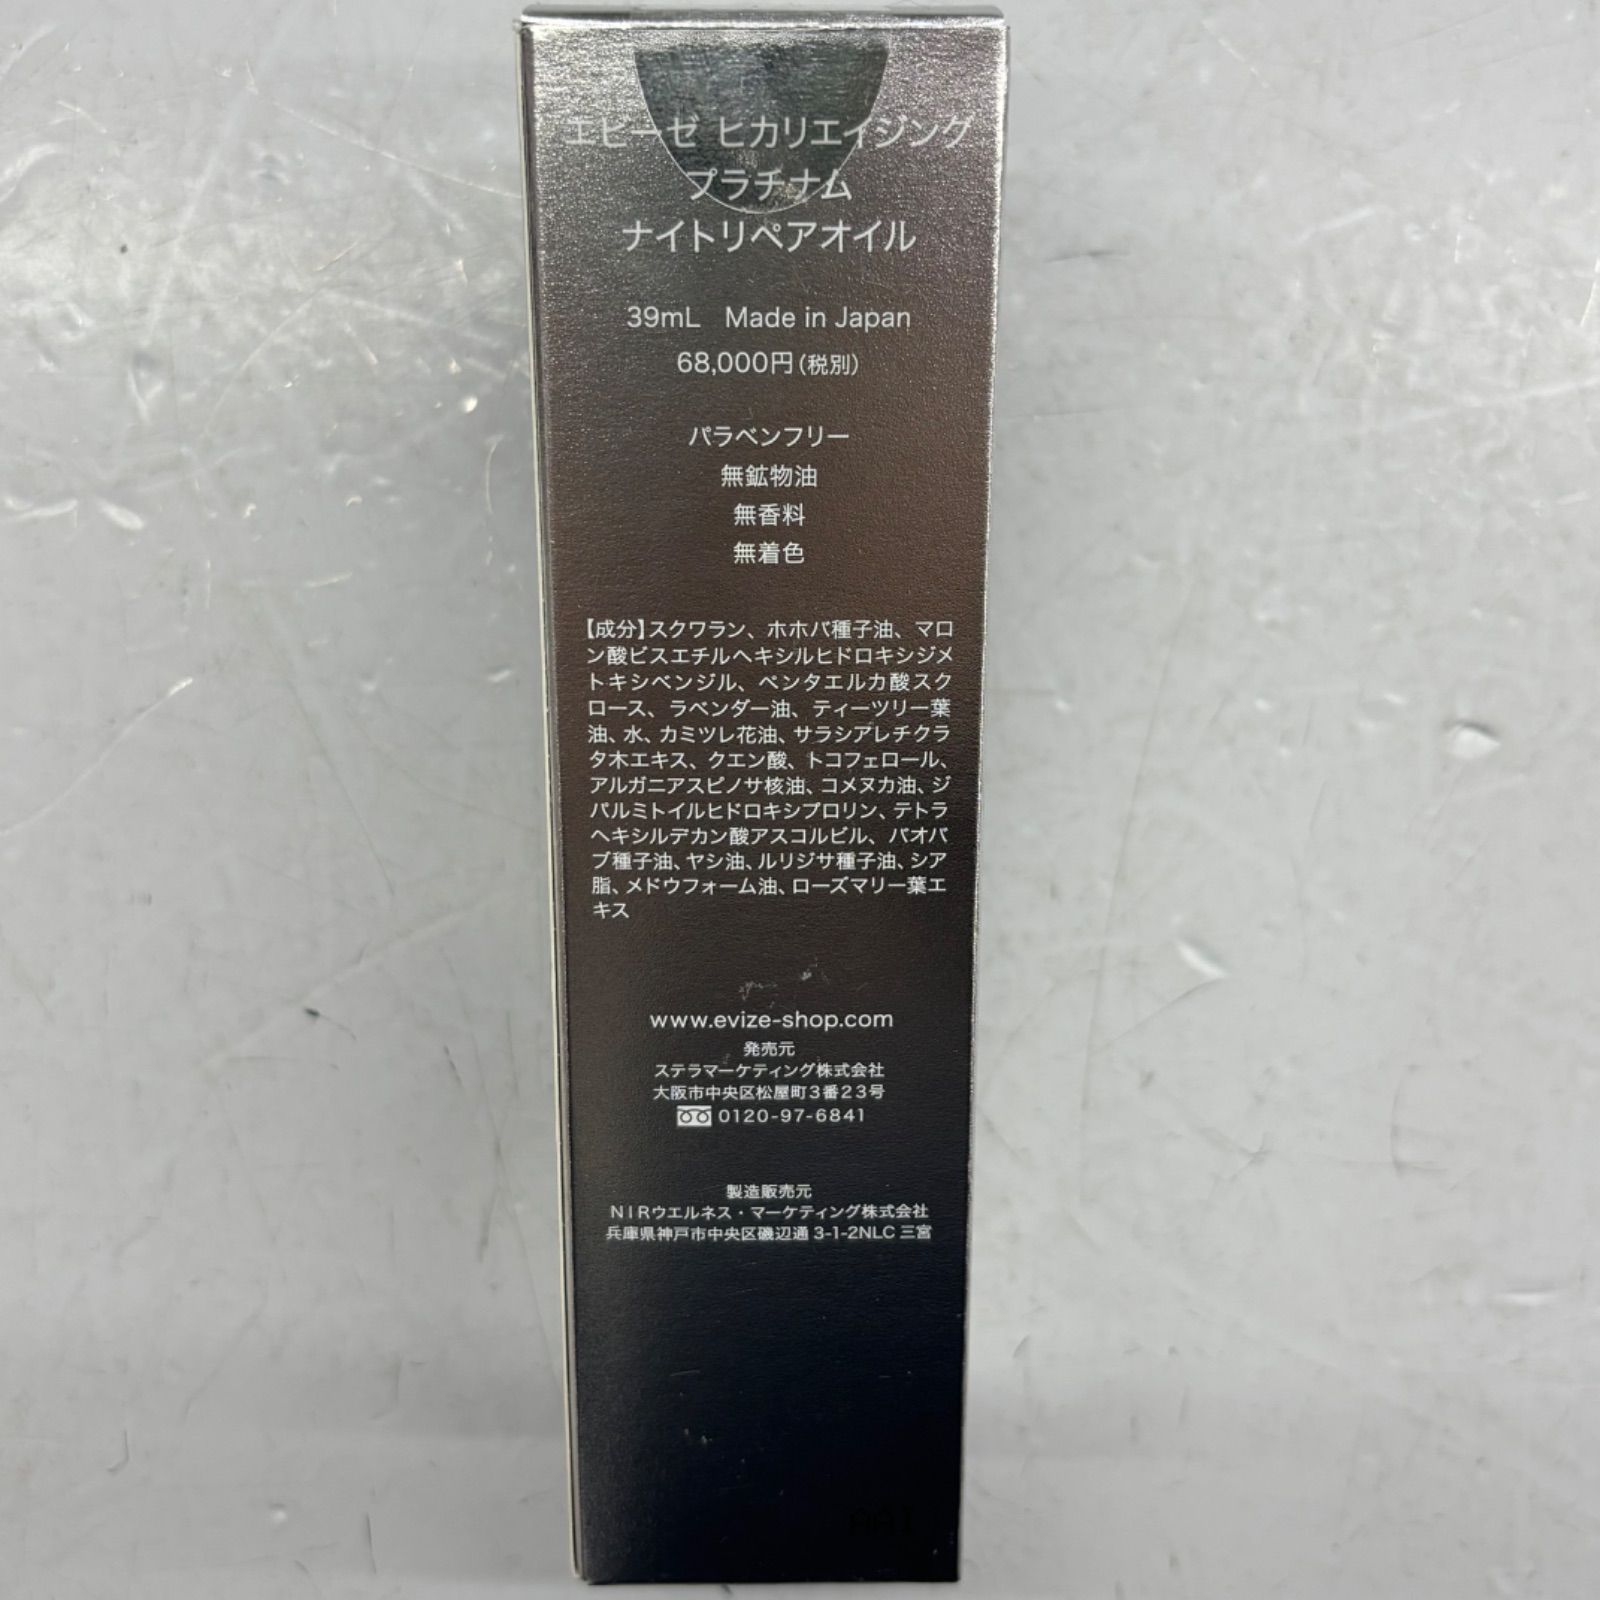 エビーゼ ヒカリエイジング
プラチナム
ナイトリペアオイル
39mL Made in Japan
68,000円(税別)
パラベンフリー
無鉱物油
無香料
無着色
【成分】スクワラン、ホホバ種子油、マロ
ン酸ビスエチルヘキシルヒドロキシジメ
トキシベンジル、ペンタエルカ酸スク
ロース、ラベンダー油、ティーツリー葉
油、水、カミツレ花油、サラシアレチクラ
タ木エキス、クエン酸、トコフェロール、
アルガニアスピノサ核油、コメヌカ油、ジ
パルミトイルヒドロキシプロリン、テトラ
ヘキシルデカン酸アスコルビル、バオバ
ブ種子油、ヤシ油、ルリジサ種子油、シア
脂、メドウフォーム油、ローズマリー葉エ
キス
www.evize-shop.com
発売元
ステラマーケティング株式会社
大阪市中央区松屋町3番23号
0120-97-6841
製造販売元
NIRウエルネス・マーケティング株式会社
兵庫県神戸市中央区磯辺通 3-1-2NLC 三宮